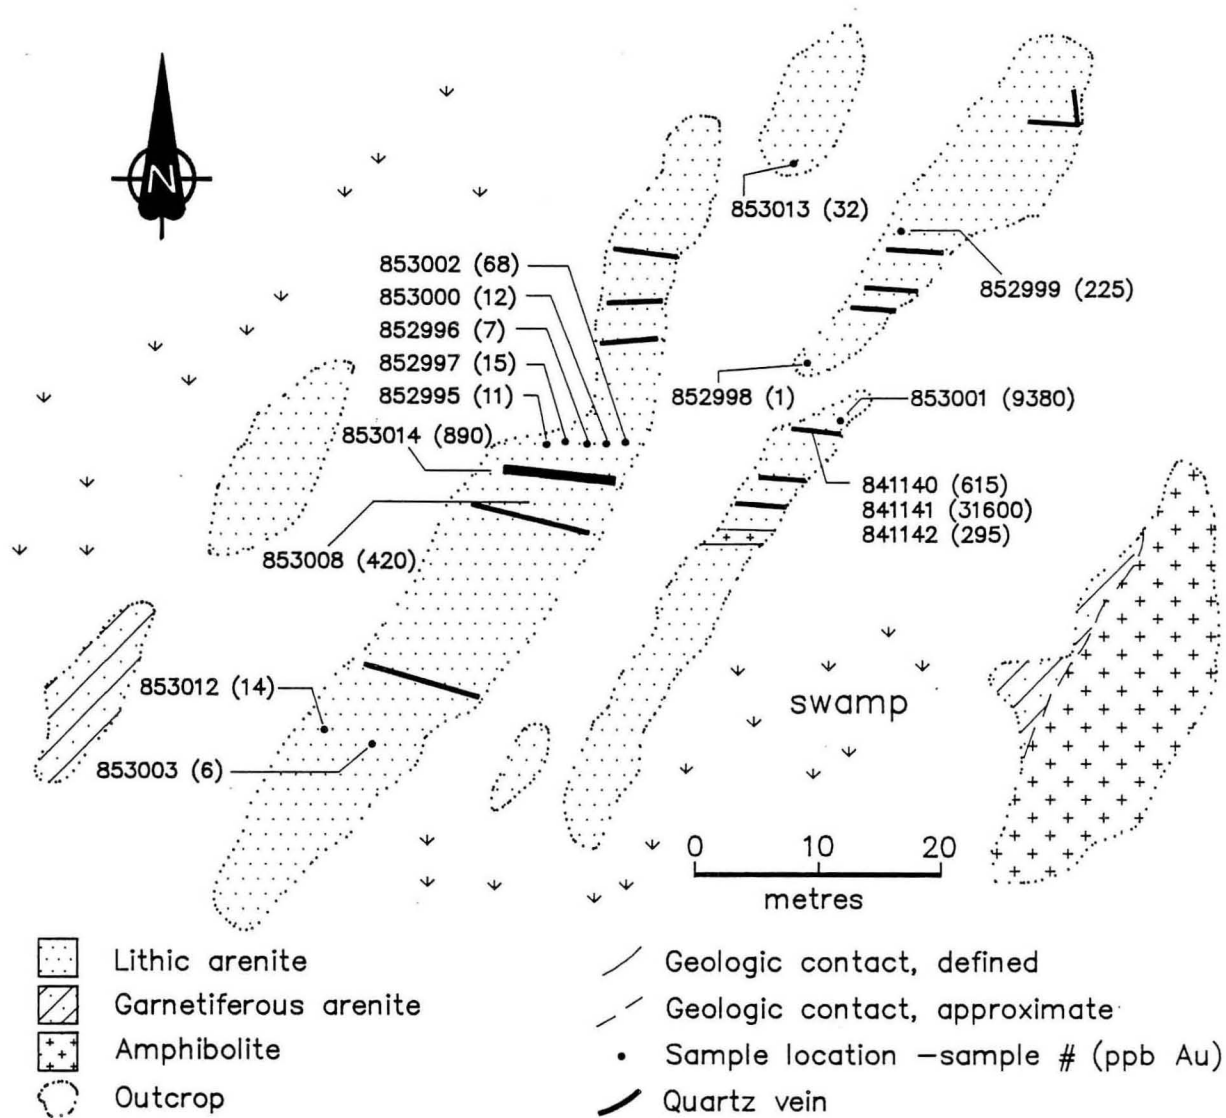 N
853013 (32)
853002 (68)
853000 (12)
852996 (7)
852997 (15)
852995 (11)
853014 (890)
853008 (420)
852999 (225)
852998 (1)
853001 (9380)
841140 (615)
841141 (31600)
841142 (295)
853012 (14)
853003 (6)
swamp
0 10 20
metres
Lithic arenite
Garnetiferous arenite
Amphibolite
Outcrop
Geologic contact, defined
Geologic contact, approximate
Sample location -sample # (ppb Au)
Quartz vein